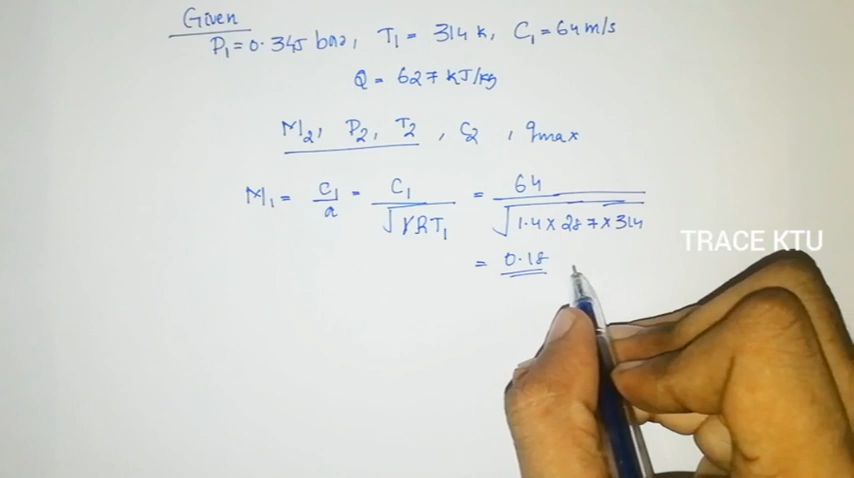 Given
P₁ = 0.345 bar, T₁ = 314 k, C₁ = 64 m/s
Q = 627 kJ/kg
M₂, P₂, T₂, C₂, qmax
M₁ = C₁/a = C₁/√γRT₁ = 64/√1.4 × 287 × 314
= 0.18
TRACE KTU